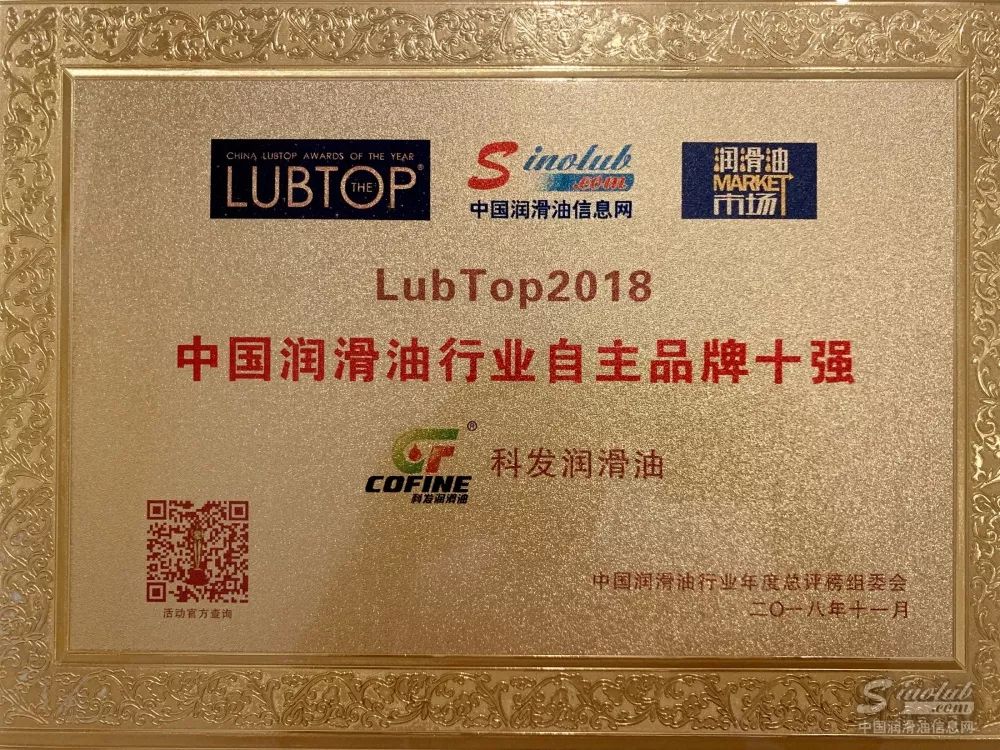 CHINA LUBTOP AWARDS OF THE YEAR
LUBTOP®
THE
Sinolub
.com
中国润滑油信息网
润滑油
MARKET
市场
LubTop2018
中国润滑油行业自主品牌十强
®
COFINE
科发润滑油
科发润滑油
活动官方查询
中国润滑油行业年度总评榜组委会
二〇一八年十一月
Sinolub
.com
中国润滑油信息网